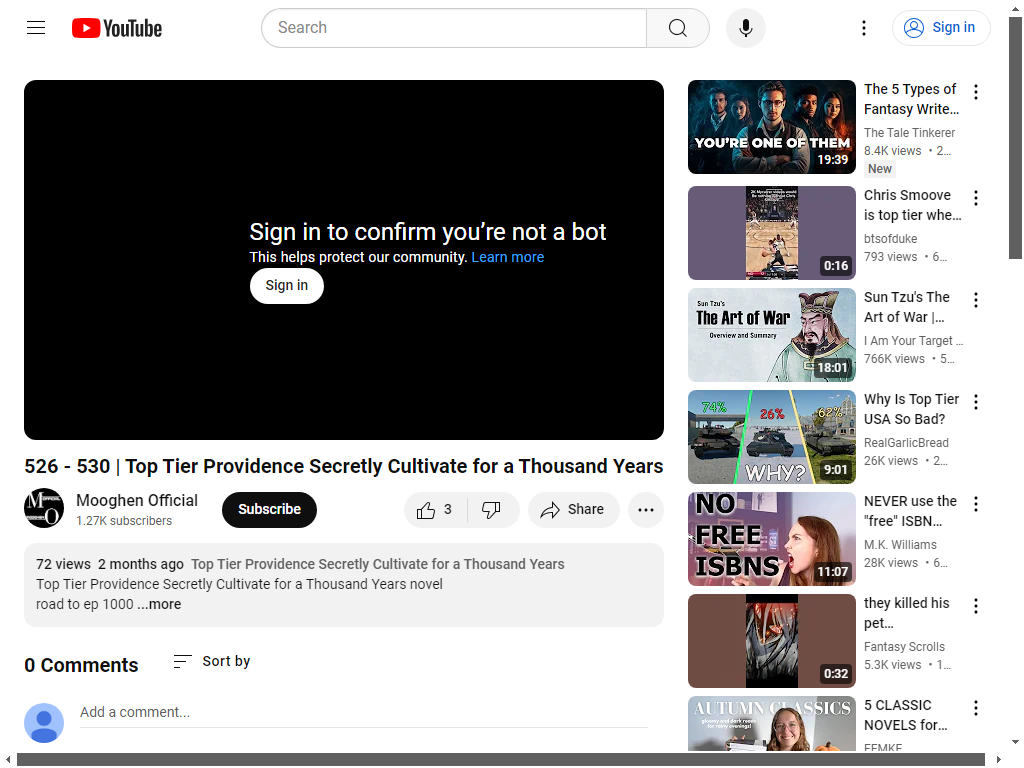 YouTube
Search
Sign in
Sign in to confirm you’re not a bot
This helps protect our community. Learn more
Sign in
526 - 530 | Top Tier Providence Secretly Cultivate for a Thousand Years
Mooghen Official
1.27K subscribers
Subscribe
3
Share
72 views 2 months ago Top Tier Providence Secretly Cultivate for a Thousand Years
Top Tier Providence Secretly Cultivate for a Thousand Years novel
road to ep 1000 ...more
0 Comments
Sort by
Add a comment...
YOU'RE ONE OF THEM
19:39
The 5 Types of
Fantasy Write...
The Tale Tinkerer
8.4K views • 2...
New
0:16
Chris Smoove
is top tier whe...
btsofduke
793 views • 6...
Sun Tzu's
The Art of War
Overview and Summary
18:01
Sun Tzu's The
Art of War |...
I Am Your Target ...
766K views • 5...
74%
26%
62%
WHY?
9:01
Why Is Top Tier
USA So Bad?
RealGarlicBread
26K views • 2...
NO
FREE
ISBNS
11:07
NEVER use the
"free" ISBN...
M.K. Williams
28K views • 6...
0:32
they killed his
pet...
Fantasy Scrolls
5.3K views • 1...
AUTUMN CLASSICS
gloomy and dark reads
for rainy evenings!
5 CLASSIC
NOVELS for...
FEMKE